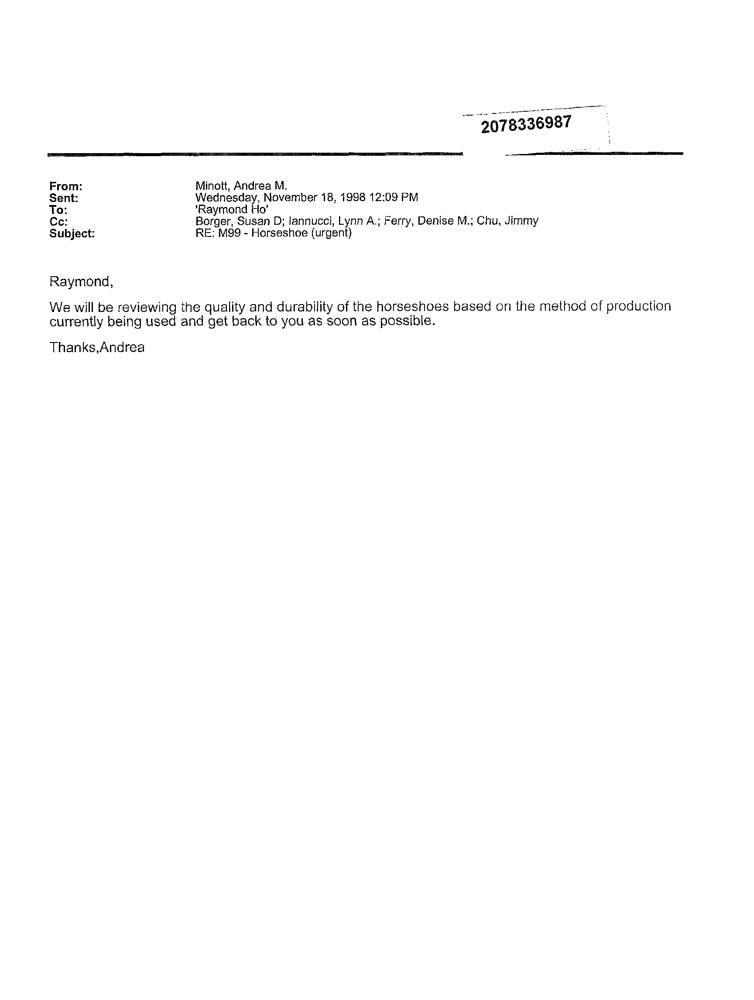 2078336987
From: Minott, Andrea M.
Sent: Wednesday, November 18, 1998 12:09 PM
To: 'Raymond Ho'
Cc: Borger, Susan D; Iannucci, Lynn A.; Ferry, Denise M.; Chu, Jimmy
Subject: RE: M99 - Horseshoe (urgent)
Raymond,
We will be reviewing the quality and durability of the horseshoes based on the method of production
currently being used and get back to you as soon as possible.
Thanks,Andrea